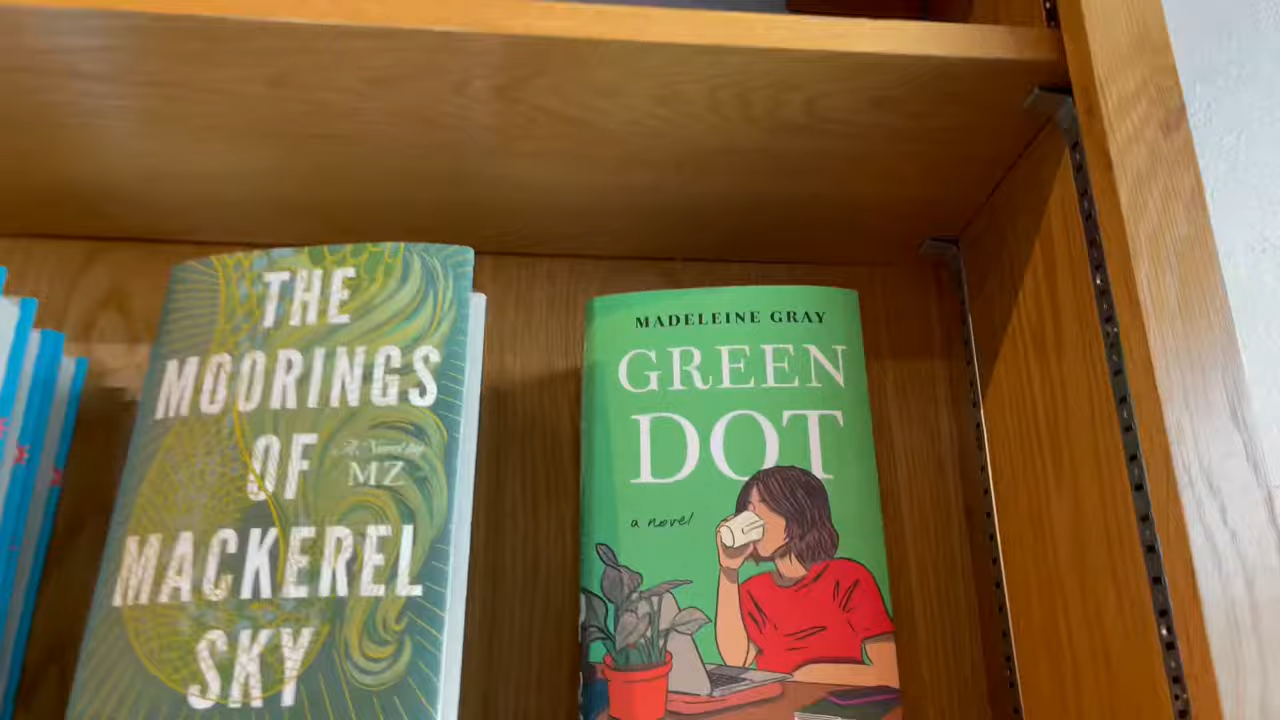 THE
MOORINGS
OF
A Novel by
MZ
MACKEREL
SKY
MADELEINE GRAY
GREEN
DOT
a novel